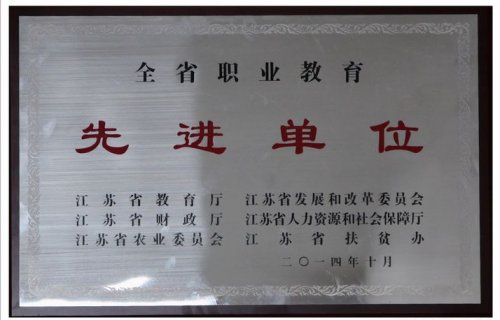 全省职业教育
先进单位
江苏省教育厅 江苏省发展和改革委员会
江苏省财政厅 江苏省人力资源和社会保障厅
江苏省农业委员会 江苏省扶贫办
二〇一四年十月